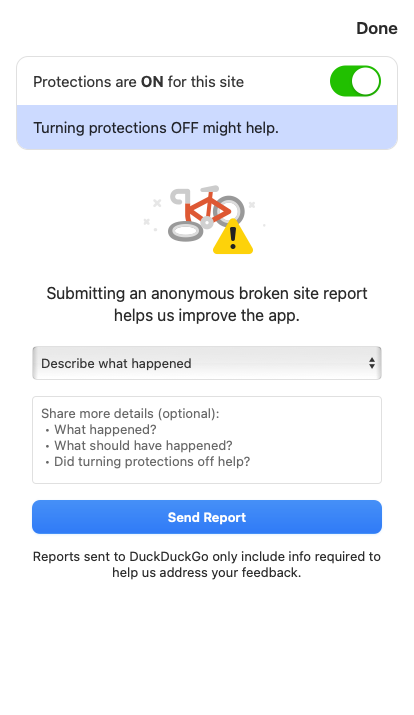 Done
Protections are ON for this site
Turning protections OFF might help.
Submitting an anonymous broken site report
helps us improve the app.
Describe what happened
Share more details (optional):
• What happened?
• What should have happened?
• Did turning protections off help?
Send Report
Reports sent to DuckDuckGo only include info required to
help us address your feedback.